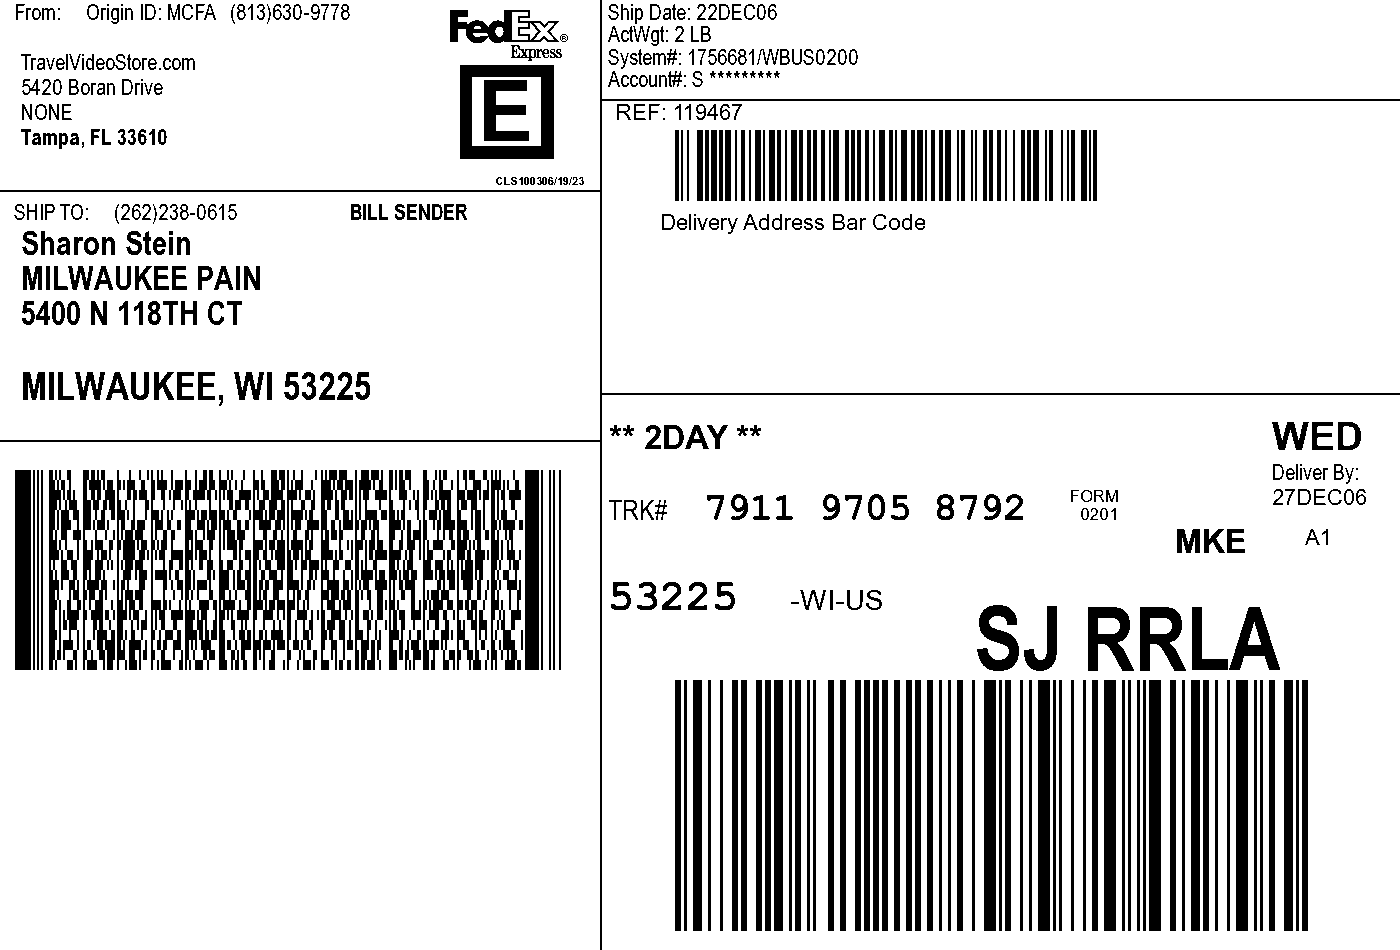 From: Origin ID: MCFA (813)630-9778
TravelVideoStore.com
5420 Boran Drive
NONE
Tampa, FL 33610
FedEx®
Express
E
CLS100306/19/23
Ship Date: 22DEC06
ActWgt: 2 LB
System#: 1756681/WBUS0200
Account#: S *********
REF: 119467
Delivery Address Bar Code
SHIP TO: (262)238-0615 BILL SENDER
Sharon Stein
MILWAUKEE PAIN
5400 N 118TH CT
MILWAUKEE, WI 53225
** 2DAY **
WED
Deliver By:
27DEC06
TRK# 7911 9705 8792 FORM
0201
MKE A1
53225 -WI-US
SJ RRLA